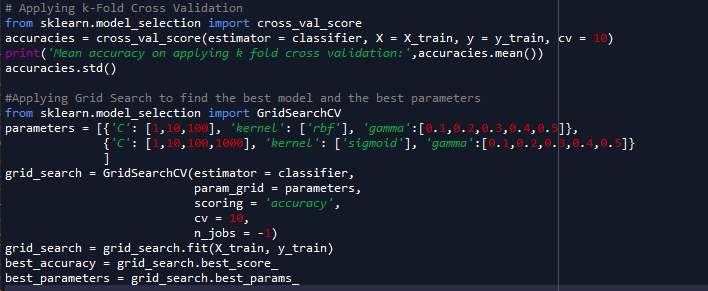 # Applying k-Fold Cross Validation
from sklearn.model_selection import cross_val_score
accuracies = cross_val_score(estimator = classifier, X = X_train, y = y_train, cv = 10)
print('Mean accuracy on applying k fold cross validation:',accuracies.mean())
accuracies.std()
#Applying Grid Search to find the best model and the best parameters
from sklearn.model_selection import GridSearchCV
parameters = [{'C': [1,10,100], 'kernel': ['rbf'], 'gamma':[0.1,0.2,0.3,0.4,0.5]},
{'C': [1,10,100,1000], 'kernel': ['sigmoid'], 'gamma':[0.1,0.2,0.3,0.4,0.5]}
]
grid_search = GridSearchCV(estimator = classifier,
param_grid = parameters,
scoring = 'accuracy',
cv = 10,
n_jobs = -1)
grid_search = grid_search.fit(X_train, y_train)
best_accuracy = grid_search.best_score_
best_parameters = grid_search.best_params_